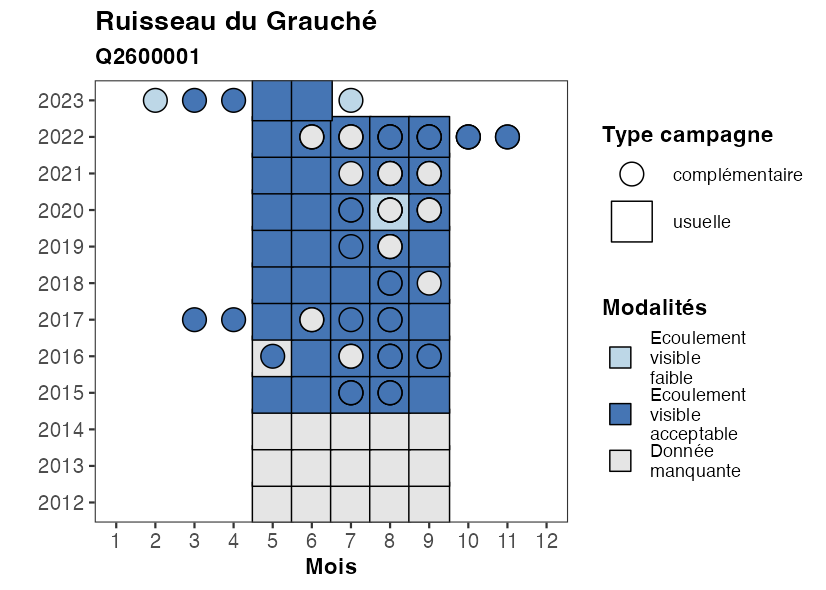 Ruisseau du Grauché
Q2600001
2023
2022
2021
2020
2019
2018
2017
2016
2015
2014
2013
2012
1 2 3 4 5 6 7 8 9 10 11 12
Mois
Type campagne
complémentaire
usuelle
Modalités
Ecoulement
visible
faible
Ecoulement
visible
acceptable
Donnée
manquante